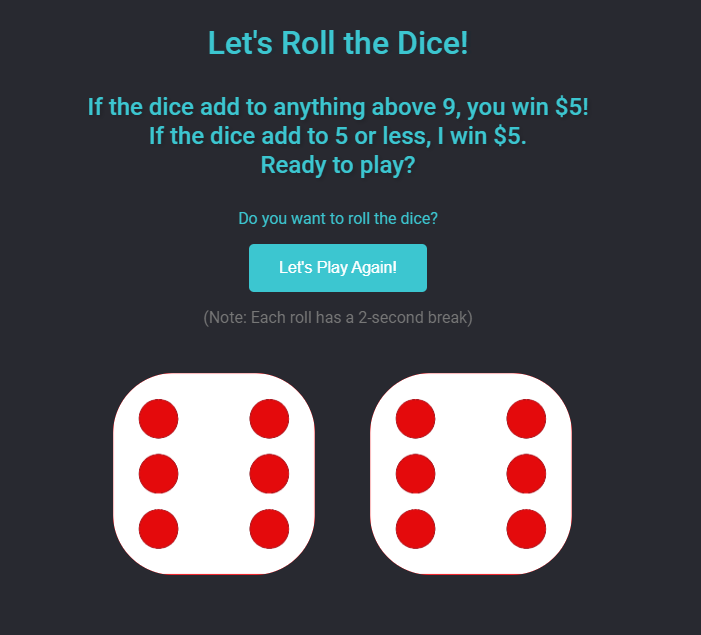 Let's Roll the Dice!
If the dice add to anything above 9, you win $5!
If the dice add to 5 or less, I win $5.
Ready to play?
Do you want to roll the dice?
Let's Play Again!
(Note: Each roll has a 2-second break)